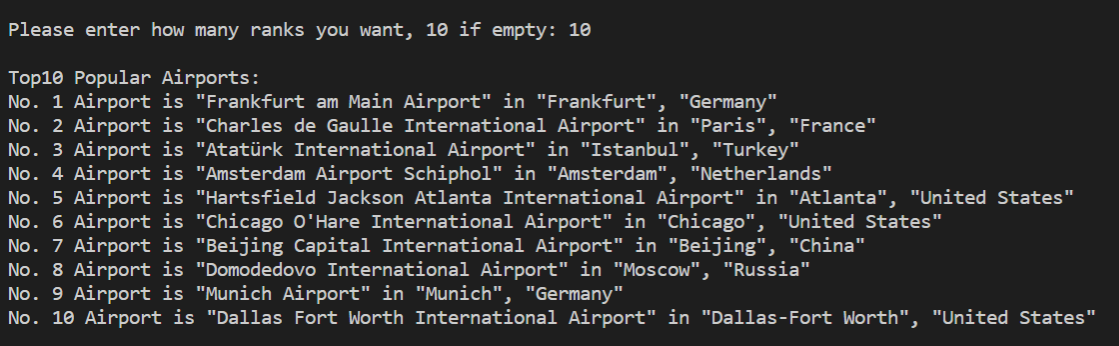 Please enter how many ranks you want, 10 if empty: 10
Top10 Popular Airports:
No. 1 Airport is "Frankfurt am Main Airport" in "Frankfurt", "Germany"
No. 2 Airport is "Charles de Gaulle International Airport" in "Paris", "France"
No. 3 Airport is "Atatürk International Airport" in "Istanbul", "Turkey"
No. 4 Airport is "Amsterdam Airport Schiphol" in "Amsterdam", "Netherlands"
No. 5 Airport is "Hartsfield Jackson Atlanta International Airport" in "Atlanta", "United States"
No. 6 Airport is "Chicago O'Hare International Airport" in "Chicago", "United States"
No. 7 Airport is "Beijing Capital International Airport" in "Beijing", "China"
No. 8 Airport is "Domodedovo International Airport" in "Moscow", "Russia"
No. 9 Airport is "Munich Airport" in "Munich", "Germany"
No. 10 Airport is "Dallas Fort Worth International Airport" in "Dallas-Fort Worth", "United States"